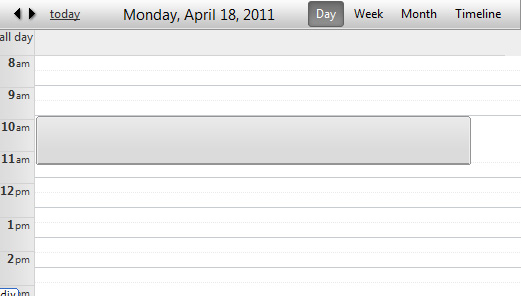 today Monday, April 18, 2011 Day Week Month Timeline
all day
8am
9am
10am
11am
12pm
1pm
2pm